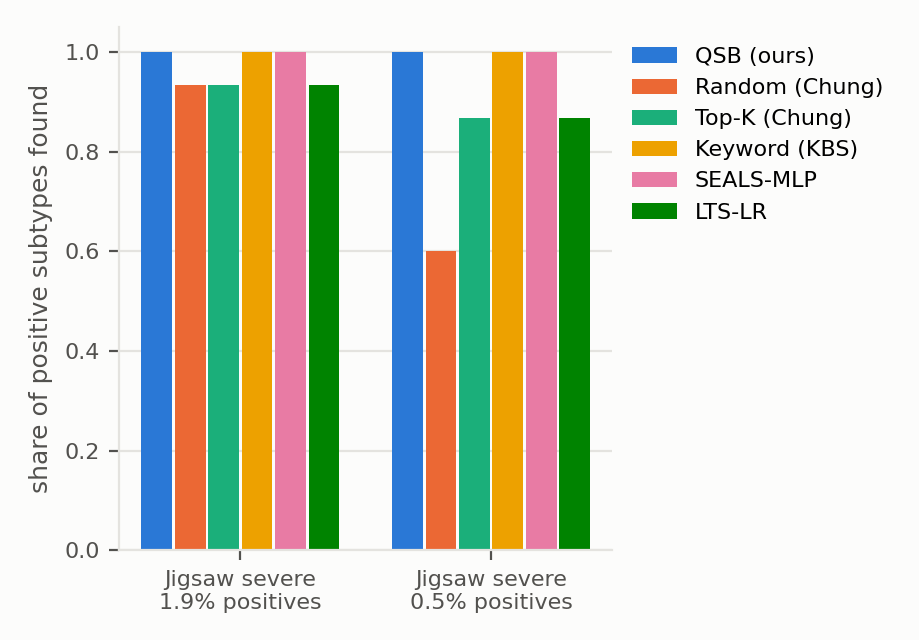 share of positive subtypes found
1.0
0.8
0.6
0.4
0.2
0.0
Jigsaw severe
1.9% positives
Jigsaw severe
0.5% positives
QSB (ours)
Random (Chung)
Top-K (Chung)
Keyword (KBS)
SEALS-MLP
LTS-LR